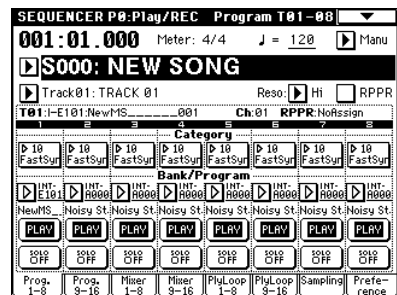 SEQUENCER P0:Play/REC Program T01-08
001:01.000 Meter: 4/4 ♩ = 120 Manu
S000: NEW SONG
Track01: TRACK 01 Reso: Hi RPPR
T01:I-E101:NewMS______001 Ch:01 RPPR:NoAssign
1 2 3 4 5 6 7 8
Category
10 10 10 10 10 10 10 10
FastSyn FastSyn FastSyn FastSyn FastSyn FastSyn FastSyn FastSyn
Bank/Program
INT- INT- INT- INT- INT- INT- INT- INT-
E101 A000 A000 A000 A000 A000 A000 A000
NewMS_ Noisy St Noisy St Noisy St Noisy St Noisy St Noisy St Noisy St
PLAY PLAY PLAY PLAY PLAY PLAY PLAY PLAY
SOLO SOLO SOLO SOLO SOLO SOLO SOLO SOLO
OFF OFF OFF OFF OFF OFF OFF OFF
Prog. Prog. Mixer Mixer PlyLoop PlyLoop Sampling Prefe-
1-8 9-16 1-8 9-16 1-8 9-16 rence